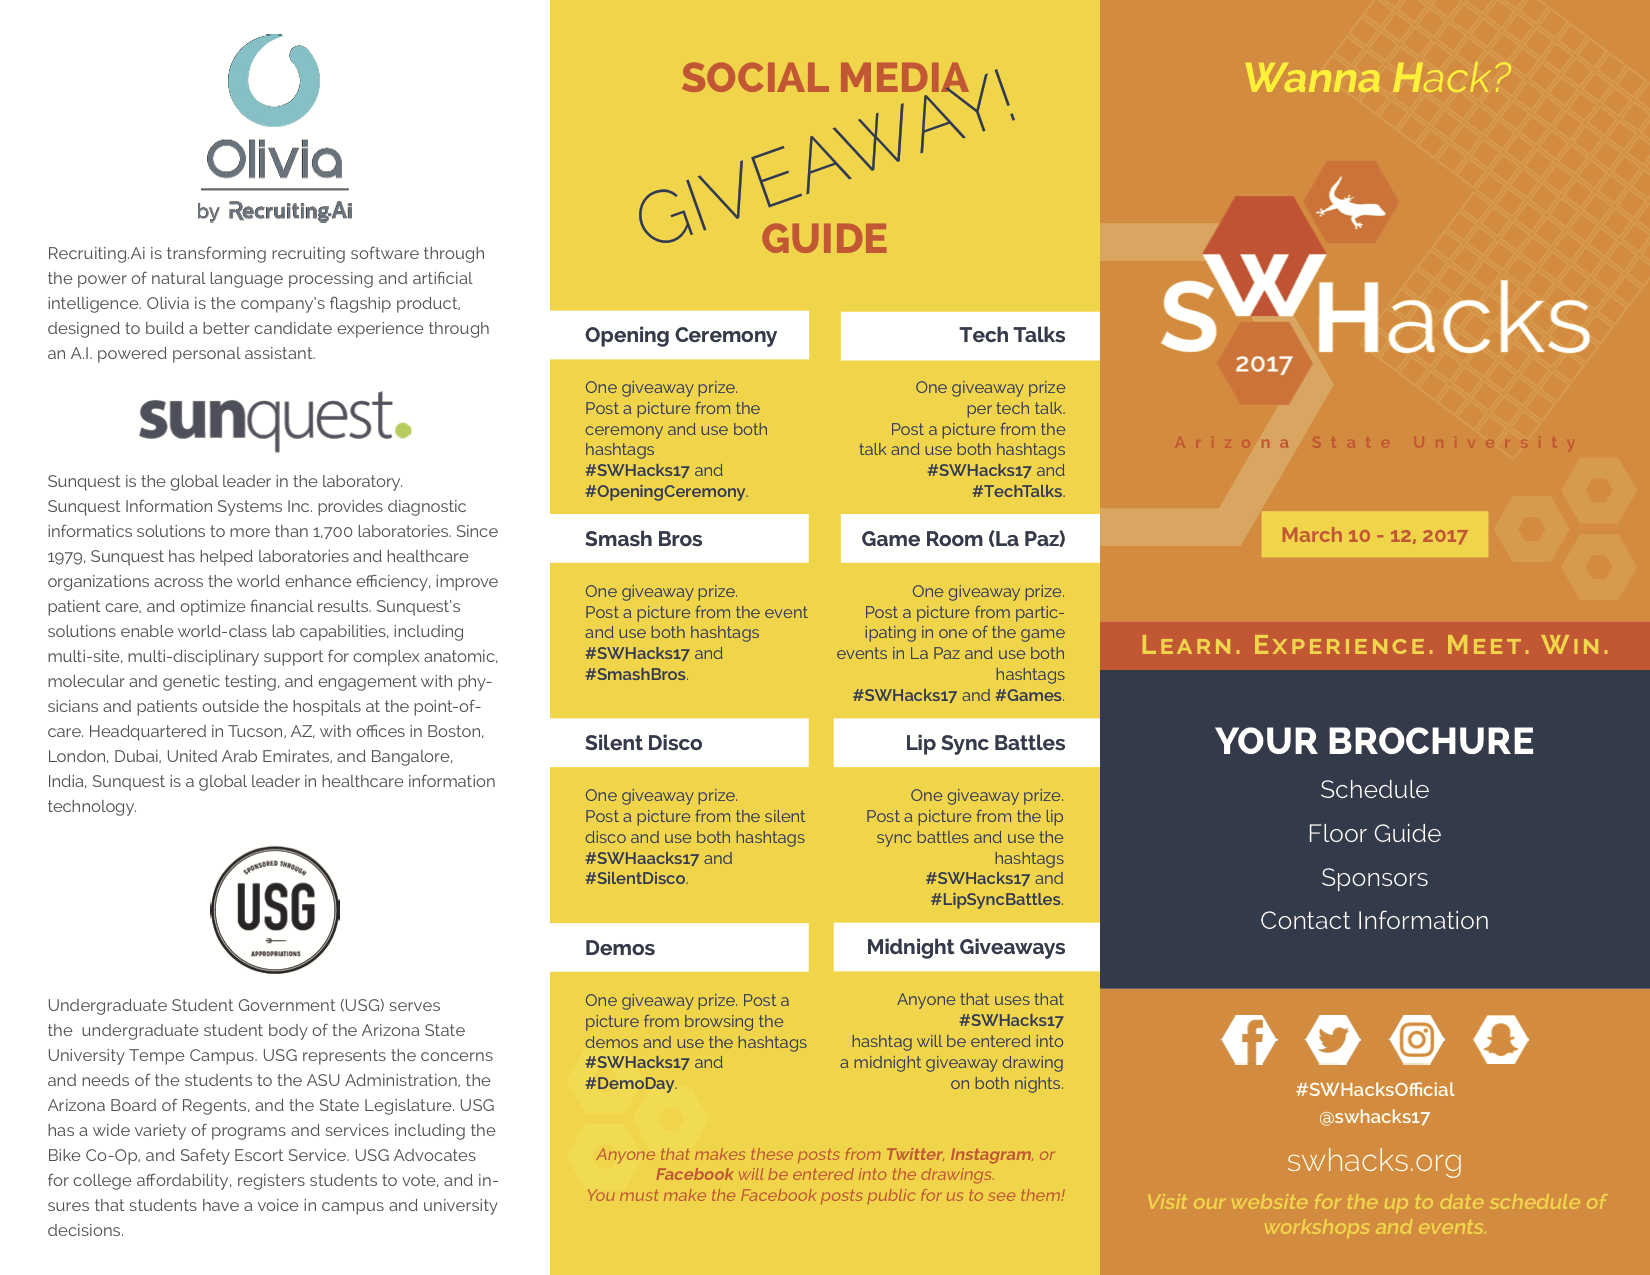 Olivia
by Recruiting.Ai
Recruiting.Ai is transforming recruiting software through
the power of natural language processing and artificial
intelligence. Olivia is the company's flagship product,
designed to build a better candidate experience through
an A.I. powered personal assistant.
sunquest.
Sunquest is the global leader in the laboratory.
Sunquest Information Systems Inc. provides diagnostic
informatics solutions to more than 1,700 laboratories. Since
1979, Sunquest has helped laboratories and healthcare
organizations across the world enhance efficiency, improve
patient care, and optimize financial results. Sunquest's
solutions enable world-class lab capabilities, including
multi-site, multi-disciplinary support for complex anatomic,
molecular and genetic testing, and engagement with phy-
sicians and patients outside the hospitals at the point-of-
care. Headquartered in Tucson, AZ, with offices in Boston,
London, Dubai, United Arab Emirates, and Bangalore,
India, Sunquest is a global leader in healthcare information
technology.
SPONSORED THROUGH
USG
APPROPRIATIONS
Undergraduate Student Government (USG) serves
the undergraduate student body of the Arizona State
University Tempe Campus. USG represents the concerns
and needs of the students to the ASU Administration, the
Arizona Board of Regents, and the State Legislature. USG
has a wide variety of programs and services including the
Bike Co-Op, and Safety Escort Service. USG Advocates
for college affordability, registers students to vote, and in-
sures that students have a voice in campus and university
decisions.
SOCIAL MEDIA
GIVEAWAY!
GUIDE
Opening Ceremony
One giveaway prize.
Post a picture from the
ceremony and use both
hashtags
#SWHacks17 and
#OpeningCeremony.
Tech Talks
One giveaway prize
per tech talk.
Post a picture from the
talk and use both hashtags
#SWHacks17 and
#TechTalks.
Smash Bros
One giveaway prize.
Post a picture from the event
and use both hashtags
#SWHacks17 and
#SmashBros.
Game Room (La Paz)
One giveaway prize.
Post a picture from partic-
ipating in one of the game
events in La Paz and use both
hashtags
#SWHacks17 and #Games.
Silent Disco
One giveaway prize.
Post a picture from the silent
disco and use both hashtags
#SWHaacks17 and
#SilentDisco.
Lip Sync Battles
One giveaway prize.
Post a picture from the lip
sync battles and use the
hashtags
#SWHacks17 and
#LipSyncBattles.
Demos
One giveaway prize. Post a
picture from browsing the
demos and use the hashtags
#SWHacks17 and
#DemoDay.
Midnight Giveaways
Anyone that uses that
#SWHacks17
hashtag will be entered into
a midnight giveaway drawing
on both nights.
Anyone that makes these posts from Twitter, Instagram, or
Facebook will be entered into the drawings.
You must make the Facebook posts public for us to see them!
Wanna Hack?
SWHacks
2017
Arizona State University
March 10 - 12, 2017
LEARN. EXPERIENCE. MEET. WIN.
YOUR BROCHURE
Schedule
Floor Guide
Sponsors
Contact Information
#SWHacksOfficial
@swhacks17
swhacks.org
Visit our website for the up to date schedule of
workshops and events.